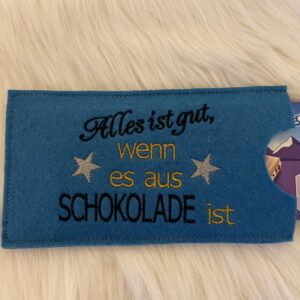 Alles ist gut,
wenn
es aus
SCHOKOLADE ist